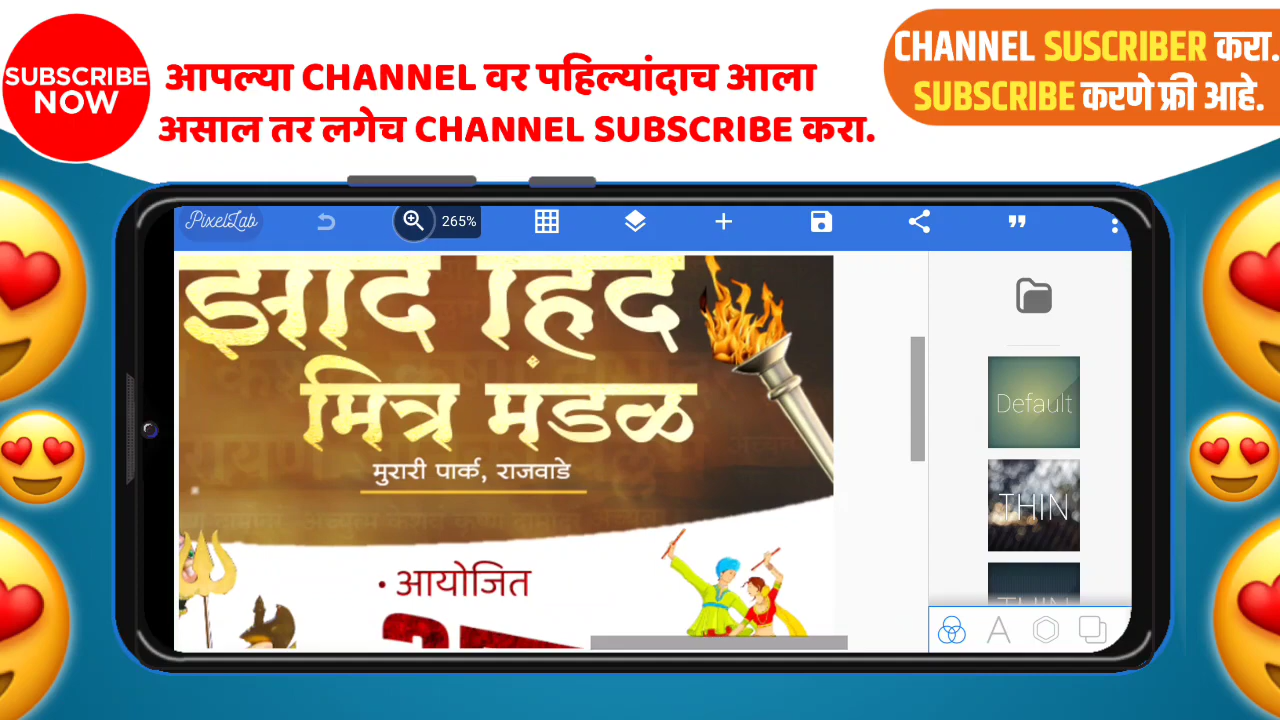 SUBSCRIBE
NOW
आपल्या CHANNEL वर पहिल्यांदाच आला
असाल तर लगेच CHANNEL SUBSCRIBE करा.
CHANNEL SUSCRIBER करा.
SUBSCRIBE करणे फ्री आहे.
PixelLab
265%
हिंद
मित्र मंडळ
मुरारी पार्क, राजवाडे
• आयोजित
Default
THIN
THIN